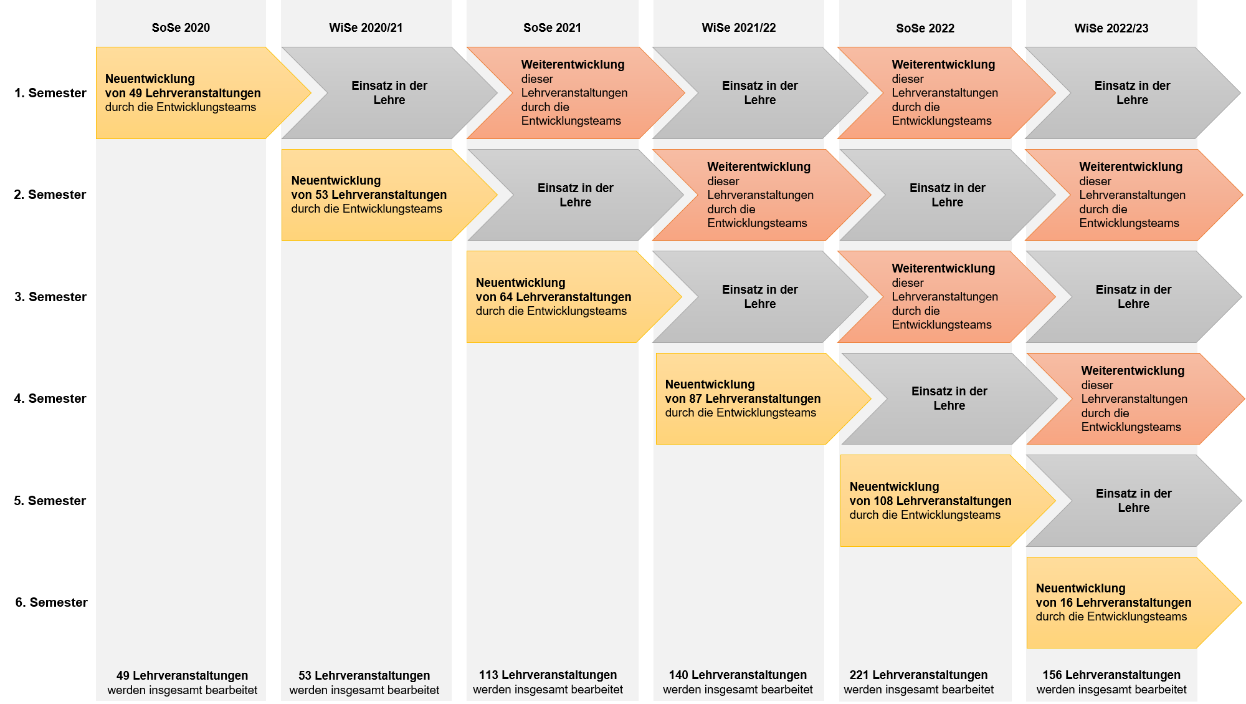 SoSe 2020
WiSe 2020/21
SoSe 2021
WiSe 2021/22
SoSe 2022
WiSe 2022/23
1. Semester
Neuentwicklung
von 49 Lehrveranstaltungen
durch die Entwicklungsteams
Einsatz in der
Lehre
Weiterentwicklung
dieser
Lehrveranstaltungen
durch die
Entwicklungsteams
Einsatz in der
Lehre
Weiterentwicklung
dieser
Lehrveranstaltungen
durch die
Entwicklungsteams
Einsatz in der
Lehre
2. Semester
Neuentwicklung
von 53 Lehrveranstaltungen
durch die Entwicklungsteams
Einsatz in der
Lehre
Weiterentwicklung
dieser
Lehrveranstaltungen
durch die
Entwicklungsteams
Einsatz in der
Lehre
Weiterentwicklung
dieser
Lehrveranstaltungen
durch die
Entwicklungsteams
3. Semester
Neuentwicklung
von 64 Lehrveranstaltungen
durch die Entwicklungsteams
Einsatz in der
Lehre
Weiterentwicklung
dieser
Lehrveranstaltungen
durch die
Entwicklungsteams
Einsatz in der
Lehre
4. Semester
Neuentwicklung
von 87 Lehrveranstaltungen
durch die Entwicklungsteams
Einsatz in der
Lehre
Weiterentwicklung
dieser
Lehrveranstaltungen
durch die
Entwicklungsteams
5. Semester
Neuentwicklung
von 108 Lehrveranstaltungen
durch die Entwicklungsteams
Einsatz in der
Lehre
6. Semester
Neuentwicklung
von 16 Lehrveranstaltungen
durch die Entwicklungsteams
49 Lehrveranstaltungen
werden insgesamt bearbeitet
53 Lehrveranstaltungen
werden insgesamt bearbeitet
113 Lehrveranstaltungen
werden insgesamt bearbeitet
140 Lehrveranstaltungen
werden insgesamt bearbeitet
221 Lehrveranstaltungen
werden insgesamt bearbeitet
156 Lehrveranstaltungen
werden insgesamt bearbeitet